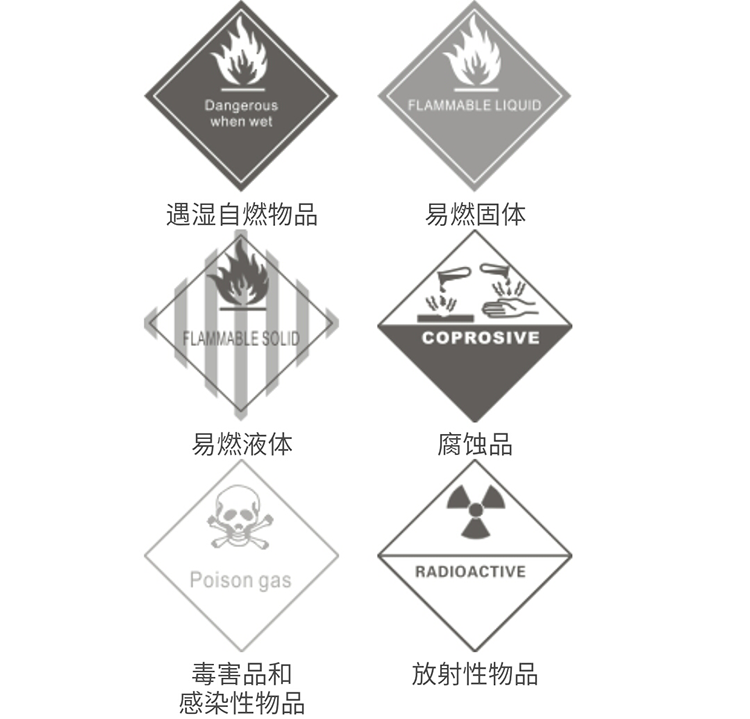 Dangerous
when wet
FLAMMABLE LIQUID
遇湿自燃物品
易燃固体
FLAMMABLE SOLID
COPROSIVE
易燃液体
腐蚀品
Poison gas
RADIOACTIVE
毒害品和
感染性物品
放射性物品